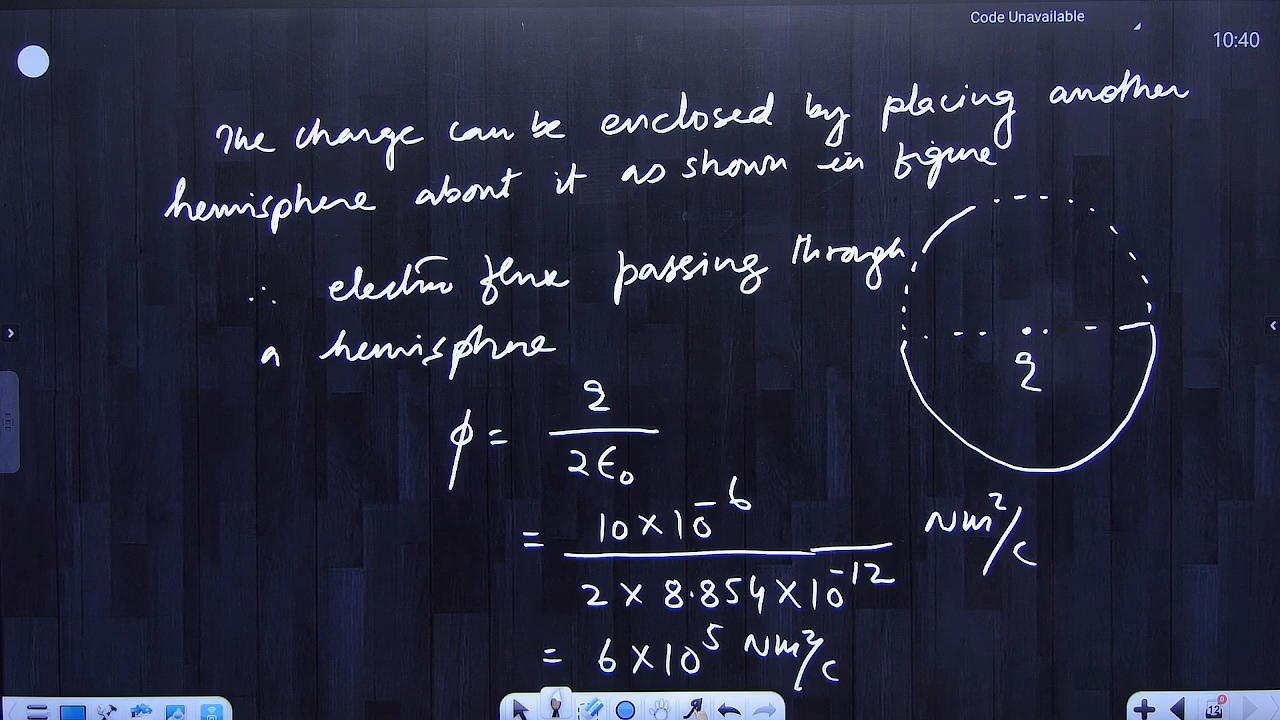 Code Unavailable
10:40
The charge can be enclosed by placing another
hemisphere about it as shown in figure
∴ electric flux passing through
a hemisphere
q
ϕ = q / 2ϵ₀
= 10 × 10⁻⁶ / 2 × 8.854 × 10⁻¹² Nm²/C
= 6 × 10⁵ Nm²/C
12